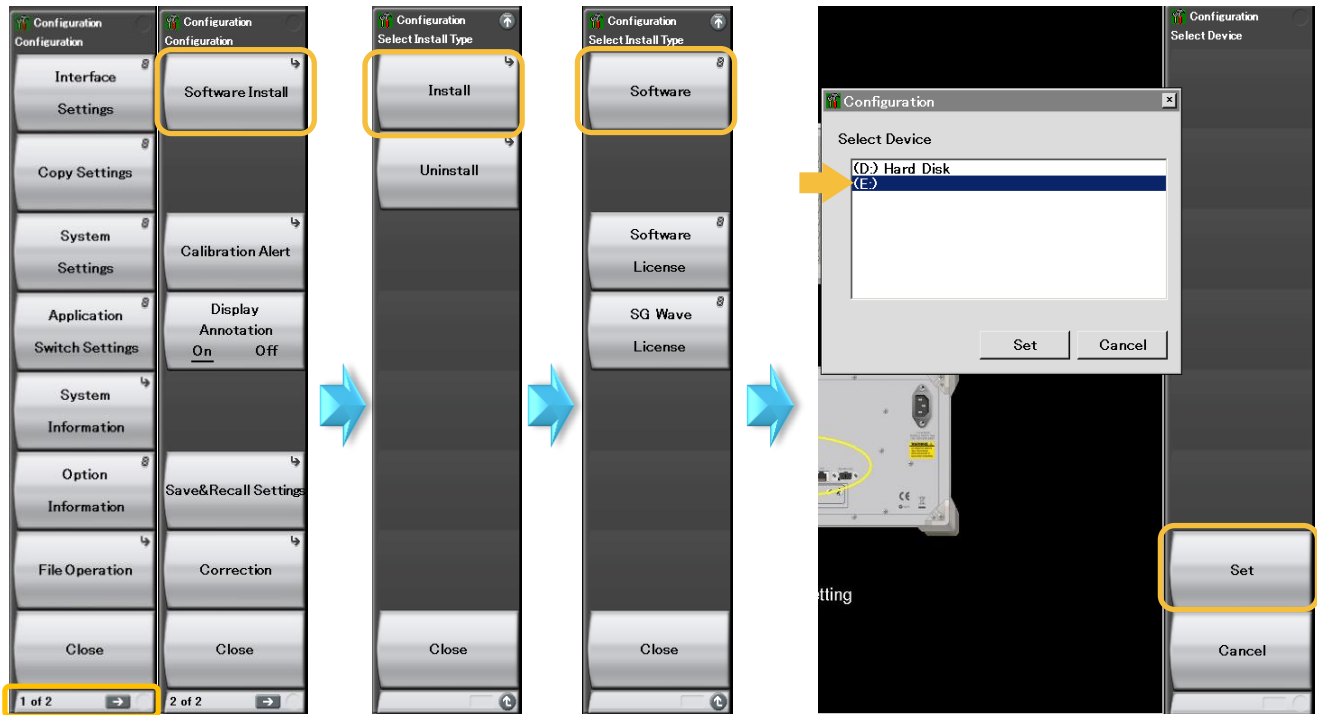 Configuration
Configuration
Interface
Settings
Copy Settings
System
Settings
Application
Switch Settings
System
Information
Option
Information
File Operation
Close
1 of 2
Configuration
Configuration
Software Install
Calibration Alert
Display
Annotation
On Off
Save&Recall Settings
Correction
Close
2 of 2
Configuration
Select Install Type
Install
Uninstall
Close
Configuration
Select Install Type
Software
Software
License
SG Wave
License
Close
Configuration
Select Device
(D:) Hard Disk
(E:)
Set Cancel
CE
tting
Configuration
Select Device
Set
Cancel